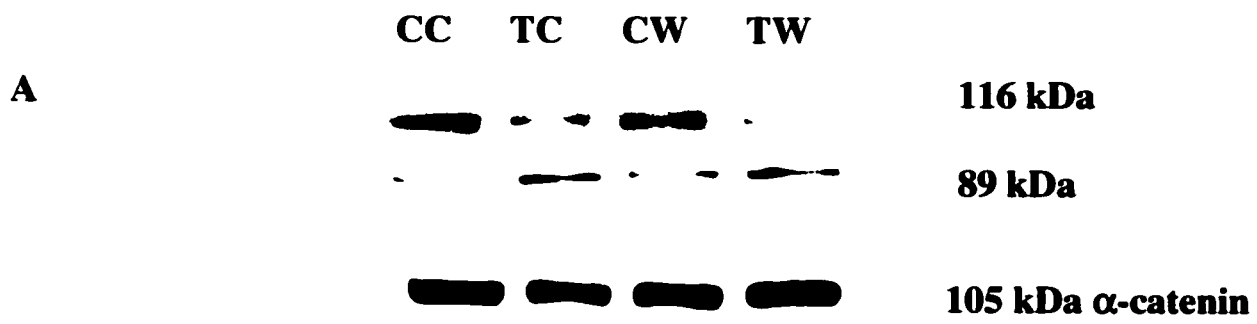 CC TC CW TW
A
116 kDa
89 kDa
105 kDa α-catenin